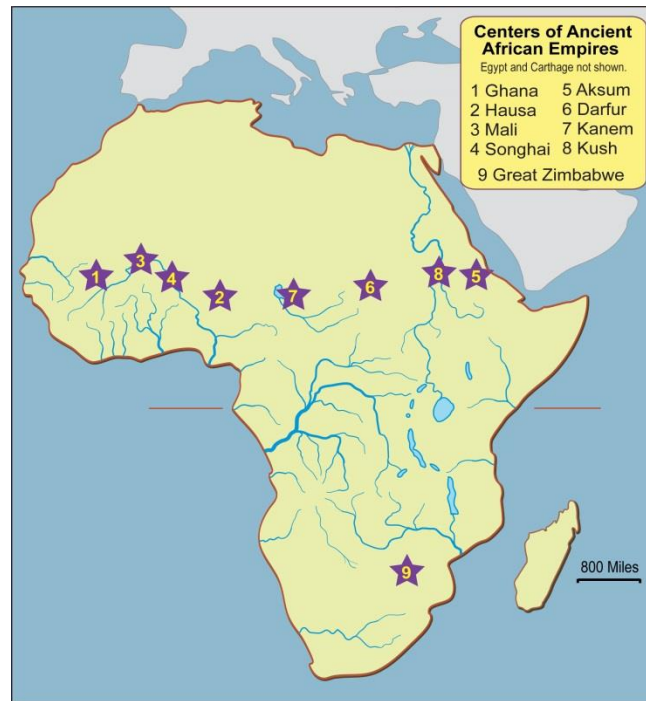 Centers of Ancient
African Empires
Egypt and Carthage not shown.
1 Ghana 5 Aksum
2 Hausa 6 Darfur
3 Mali 7 Kanem
4 Songhai 8 Kush
9 Great Zimbabwe
3
1
4
2
7
6
8
5
9
800 Miles